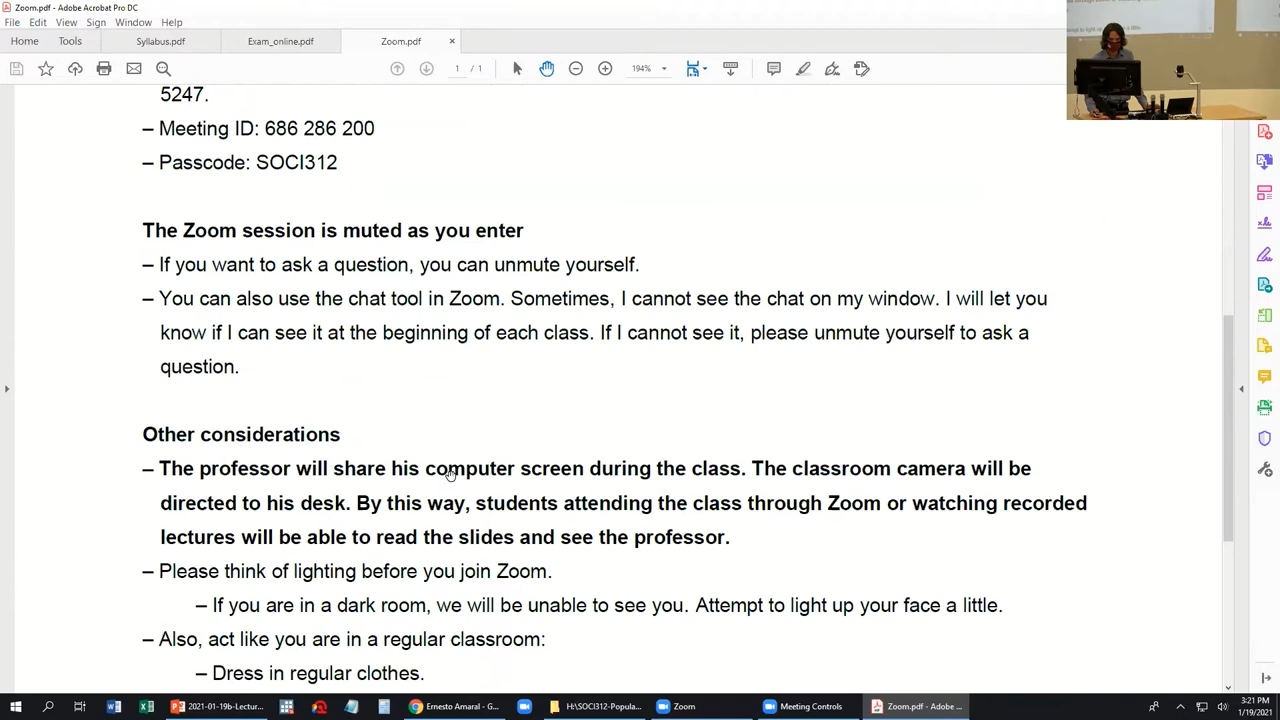 Zoom.pdf - Adobe Acrobat Pro DC
File Edit View Sign Window Help
Home Tools Syllabus.pdf Exam_online.pdf Zoom.pdf ×
1 / 1 194%
5247.
– Meeting ID: 686 286 200
– Passcode: SOCI312
The Zoom session is muted as you enter
– If you want to ask a question, you can unmute yourself.
– You can also use the chat tool in Zoom. Sometimes, I cannot see the chat on my window. I will let you
know if I can see it at the beginning of each class. If I cannot see it, please unmute yourself to ask a
question.
Other considerations
– The professor will share his computer screen during the class. The classroom camera will be
directed to his desk. By this way, students attending the class through Zoom or watching recorded
lectures will be able to read the slides and see the professor.
– Please think of lighting before you join Zoom.
– If you are in a dark room, we will be unable to see you. Attempt to light up your face a little.
– Also, act like you are in a regular classroom:
– Dress in regular clothes.
2021-01-19b-Lectur... Ernesto Amaral - G... H:\SOCI312-Popula... Zoom Meeting Controls Zoom.pdf - Adobe ...
3:21 PM
1/19/2021